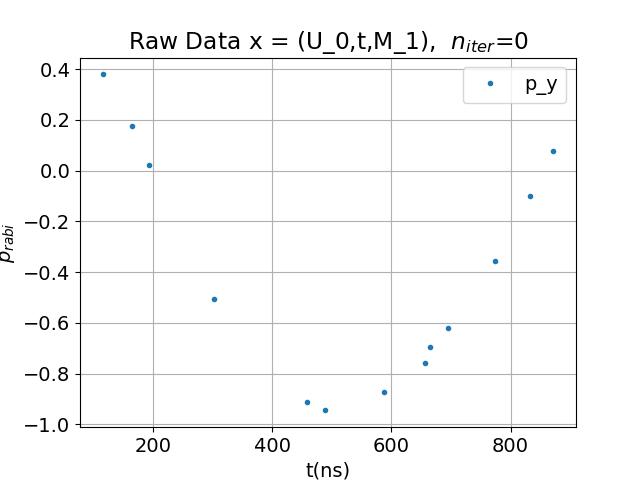 Raw Data x = (U_0,t,M_1), n_iter=0
p_y
0.4
0.2
0.0
−0.2
−0.4
−0.6
−0.8
−1.0
p_rabi
200 400 600 800
t(ns)